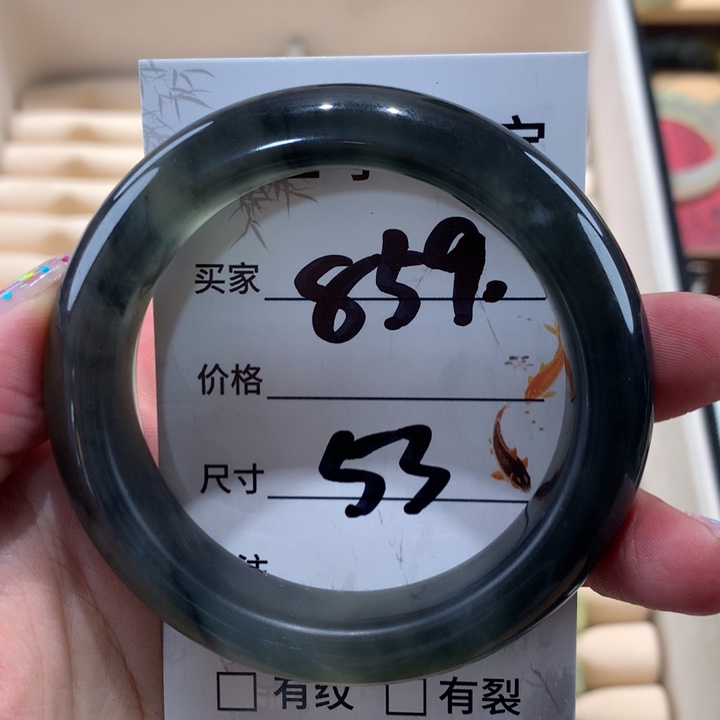 买家 859.
价格
尺寸 53
□ 有纹 □ 有裂